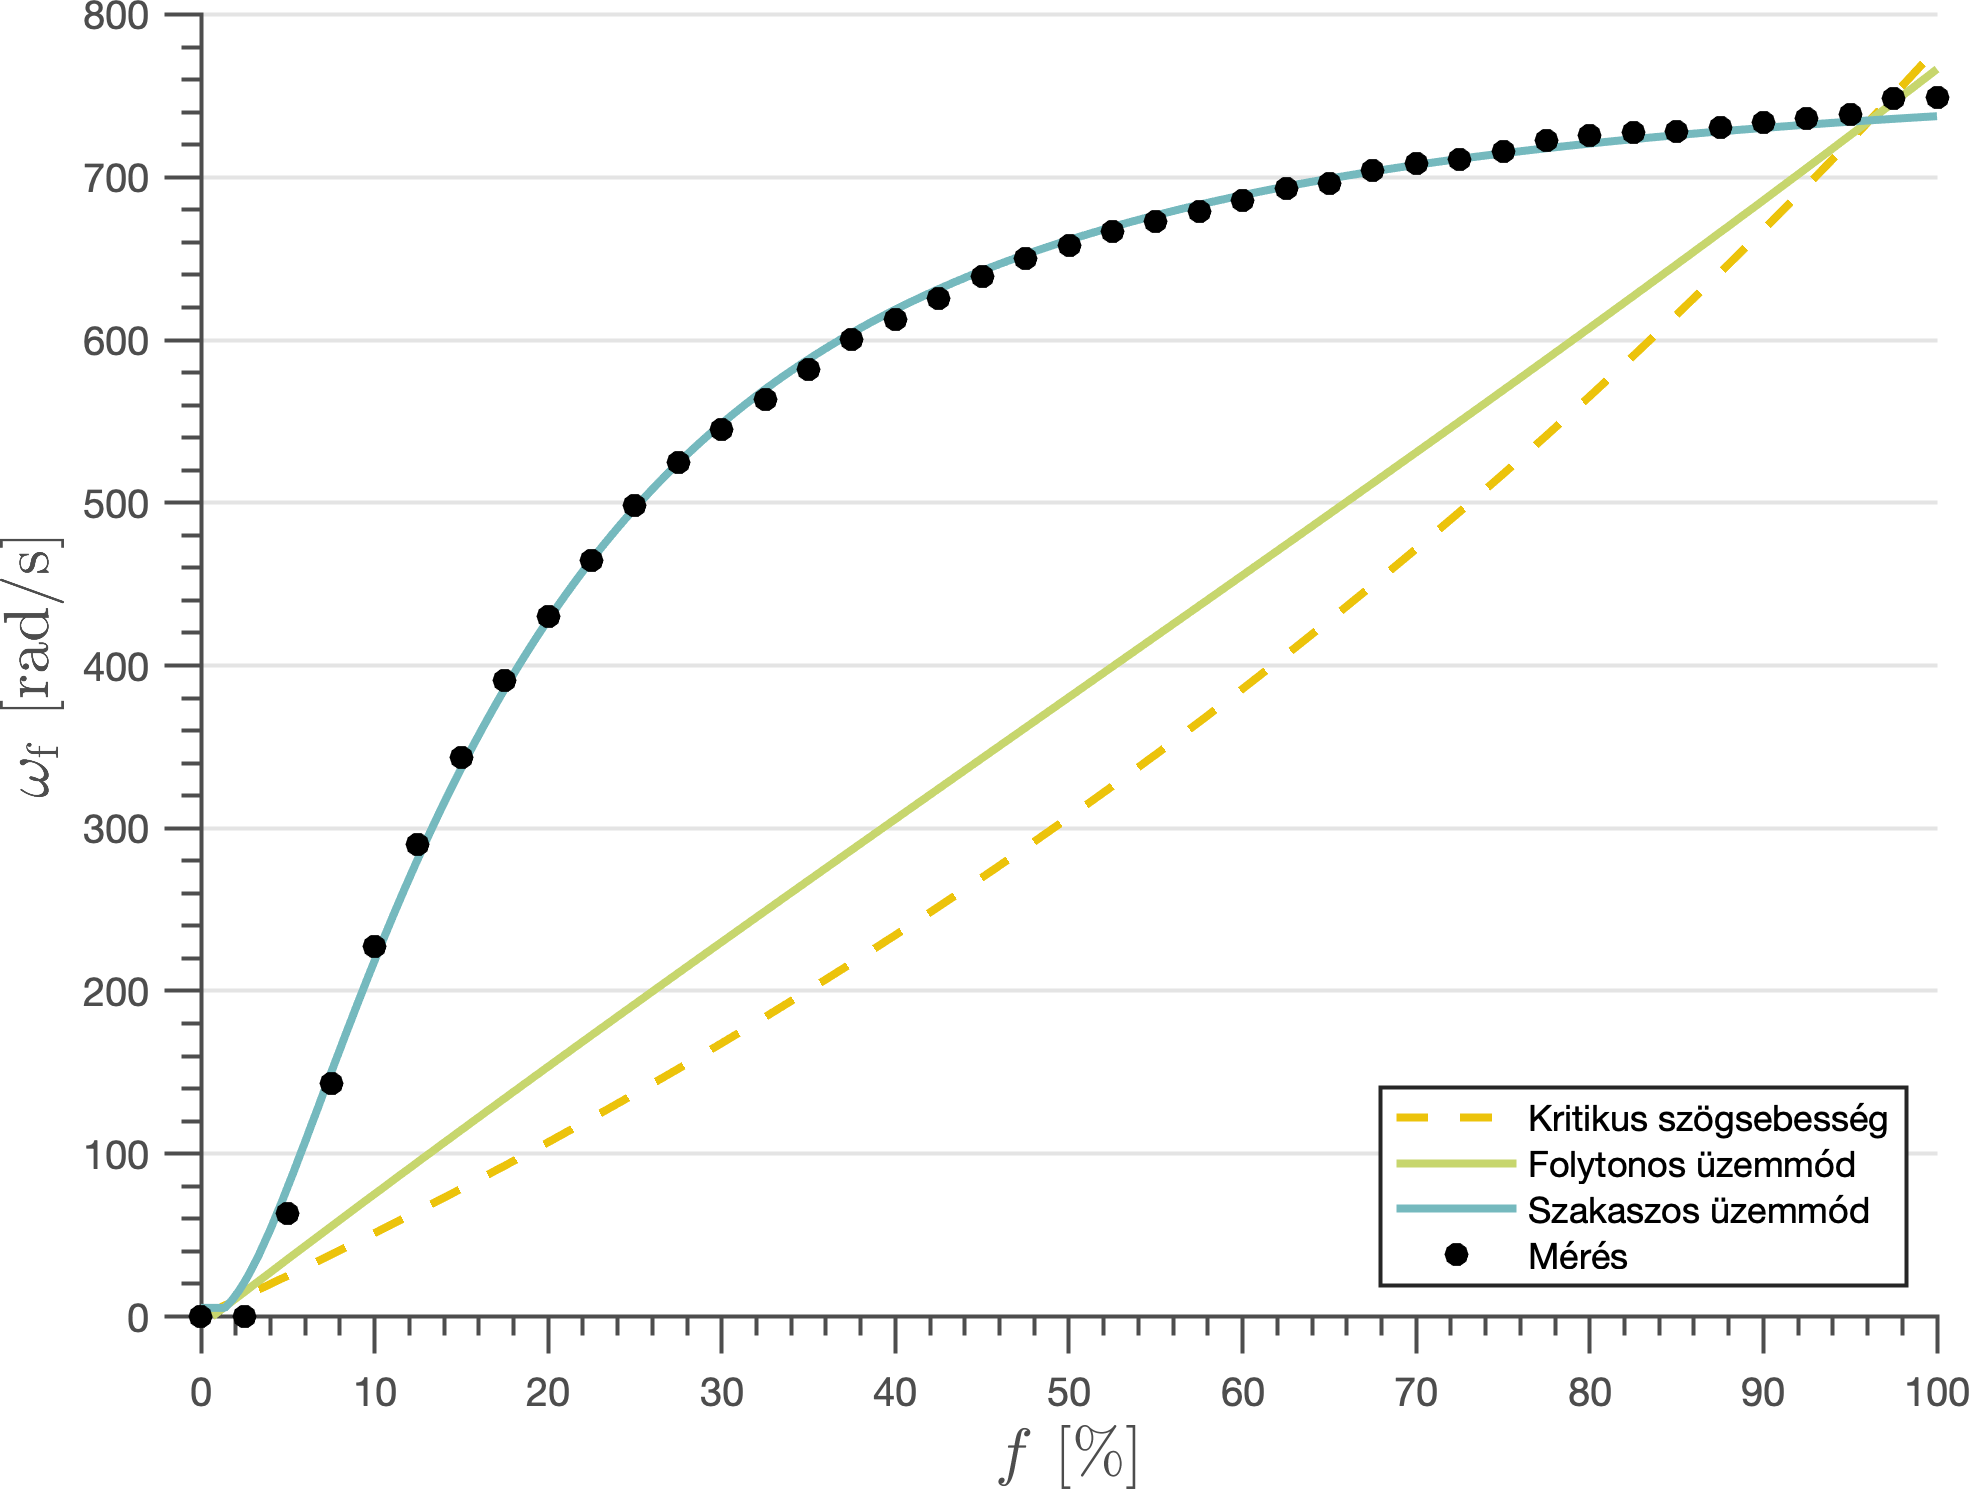 800
700
600
500
400
300
200
100
0
ω_f [rad/s]
0 10 20 30 40 50 60 70 80 90 100
f [%]
Kritikus szögsebesség
Folytonos üzemmód
Szakaszos üzemmód
Mérés